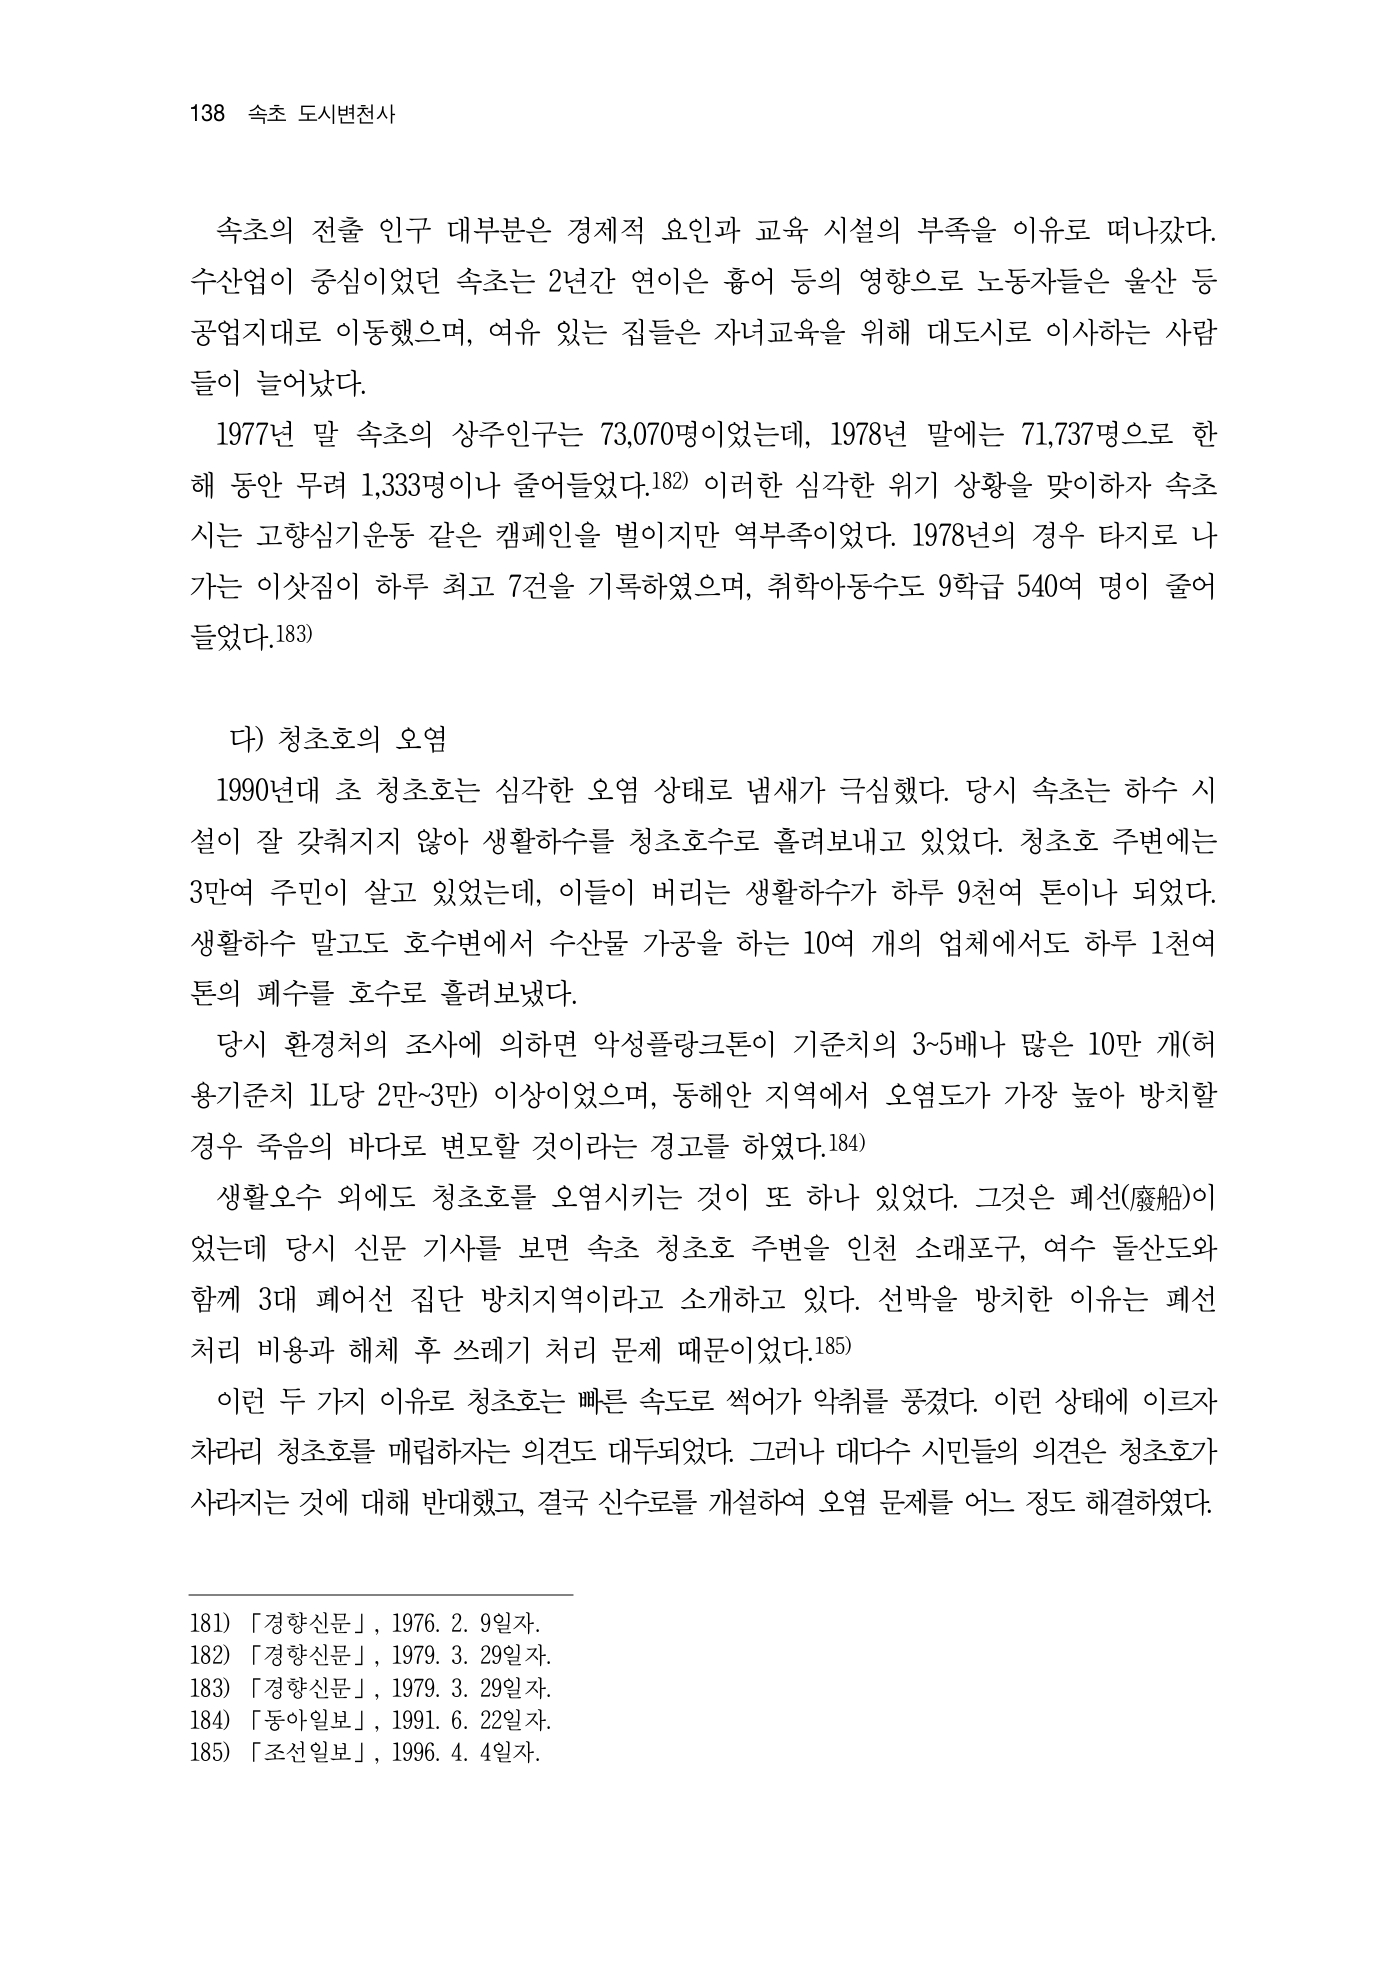 138 속초 도시변천사
속초의 전출 인구 대부분은 경제적 요인과 교육 시설의 부족을 이유로 떠나갔다.
수산업이 중심이었던 속초는 2년간 연이은 흉어 등의 영향으로 노동자들은 울산 등
공업지대로 이동했으며, 여유 있는 집들은 자녀교육을 위해 대도시로 이사하는 사람
들이 늘어났다.
1977년 말 속초의 상주인구는 73,070명이었는데, 1978년 말에는 71,737명으로 한
해 동안 무려 1,333명이나 줄어들었다.182) 이러한 심각한 위기 상황을 맞이하자 속초
시는 고향심기운동 같은 캠페인을 벌이지만 역부족이었다. 1978년의 경우 타지로 나
가는 이삿짐이 하루 최고 7건을 기록하였으며, 취학아동수도 9학급 540여 명이 줄어
들었다.183)
다) 청초호의 오염
1990년대 초 청초호는 심각한 오염 상태로 냄새가 극심했다. 당시 속초는 하수 시
설이 잘 갖춰지지 않아 생활하수를 청초호수로 흘려보내고 있었다. 청초호 주변에는
3만여 주민이 살고 있었는데, 이들이 버리는 생활하수가 하루 9천여 톤이나 되었다.
생활하수 말고도 호수변에서 수산물 가공을 하는 10여 개의 업체에서도 하루 1천여
톤의 폐수를 호수로 흘려보냈다.
당시 환경처의 조사에 의하면 악성플랑크톤이 기준치의 3~5배나 많은 10만 개(허
용기준치 1L당 2만~3만) 이상이었으며, 동해안 지역에서 오염도가 가장 높아 방치할
경우 죽음의 바다로 변모할 것이라는 경고를 하였다.184)
생활오수 외에도 청초호를 오염시키는 것이 또 하나 있었다. 그것은 폐선(廢船)이
었는데 당시 신문 기사를 보면 속초 청초호 주변을 인천 소래포구, 여수 돌산도와
함께 3대 폐어선 집단 방치지역이라고 소개하고 있다. 선박을 방치한 이유는 폐선
처리 비용과 해체 후 쓰레기 처리 문제 때문이었다.185)
이런 두 가지 이유로 청초호는 빠른 속도로 썩어가 악취를 풍겼다. 이런 상태에 이르자
차라리 청초호를 매립하자는 의견도 대두되었다. 그러나 대다수 시민들의 의견은 청초호가
사라지는 것에 대해 반대했고, 결국 신수로를 개설하여 오염 문제를 어느 정도 해결하였다.
181) 「경향신문」, 1976. 2. 9일자.
182) 「경향신문」, 1979. 3. 29일자.
183) 「경향신문」, 1979. 3. 29일자.
184) 「동아일보」, 1991. 6. 22일자.
185) 「조선일보」, 1996. 4. 4일자.